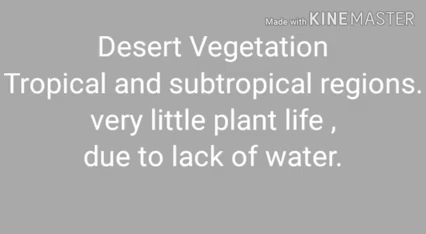 Made with KINEMASTER
Desert Vegetation
Tropical and subtropical regions.
very little plant life ,
due to lack of water.